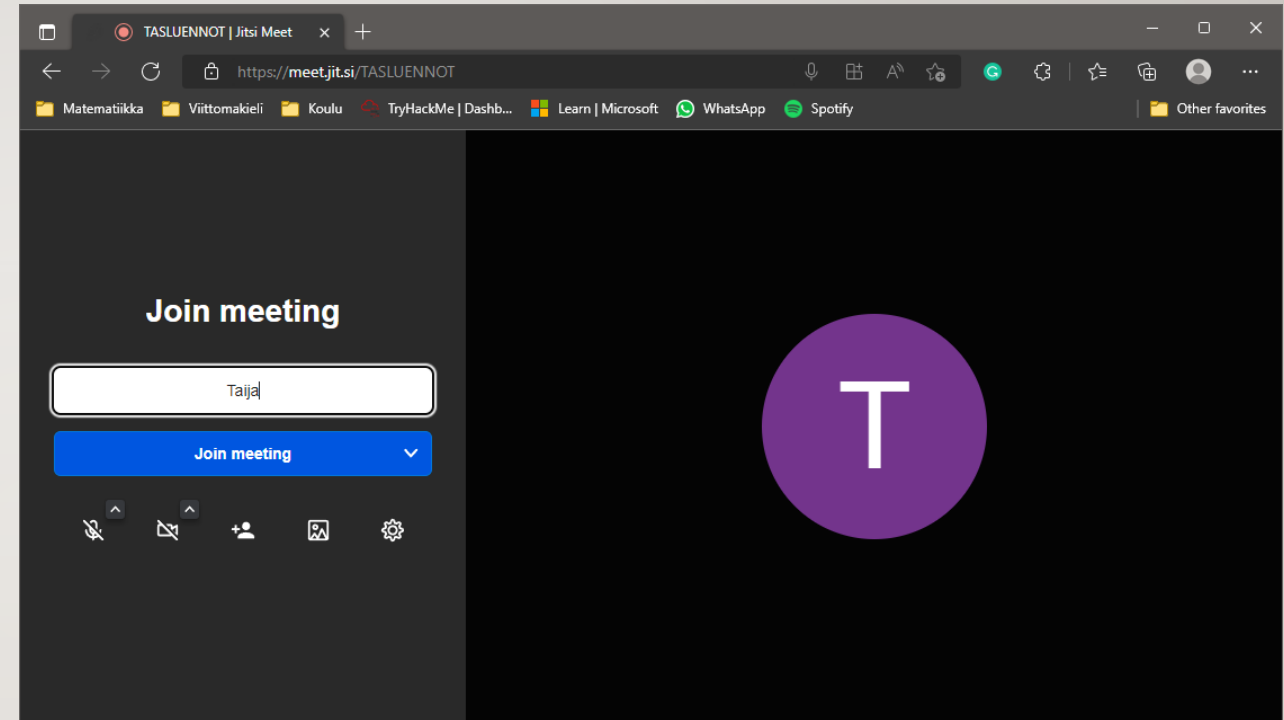 TASLUENNOT | Jitsi Meet
https://meet.jit.si/TASLUENNOT
Matematiikka Viittomakieli Koulu TryHackMe | Dashb... Learn | Microsoft WhatsApp Spotify Other favorites
Join meeting
Taija
Join meeting
T